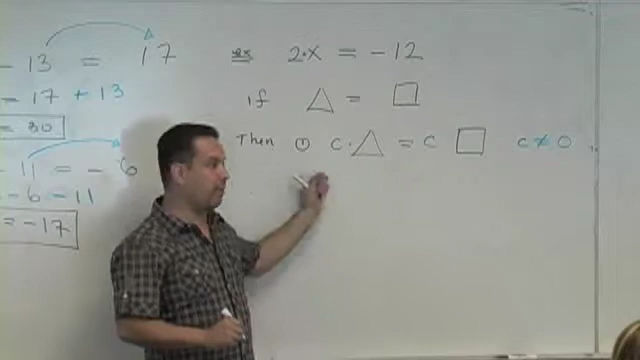 - 13 = 17
= 17 + 13
= 30
11 = - 6
- 6 - 11
= -17
ex 2·x = -12
if △ = □
Then ① c·△ = c □ c ≠ 0